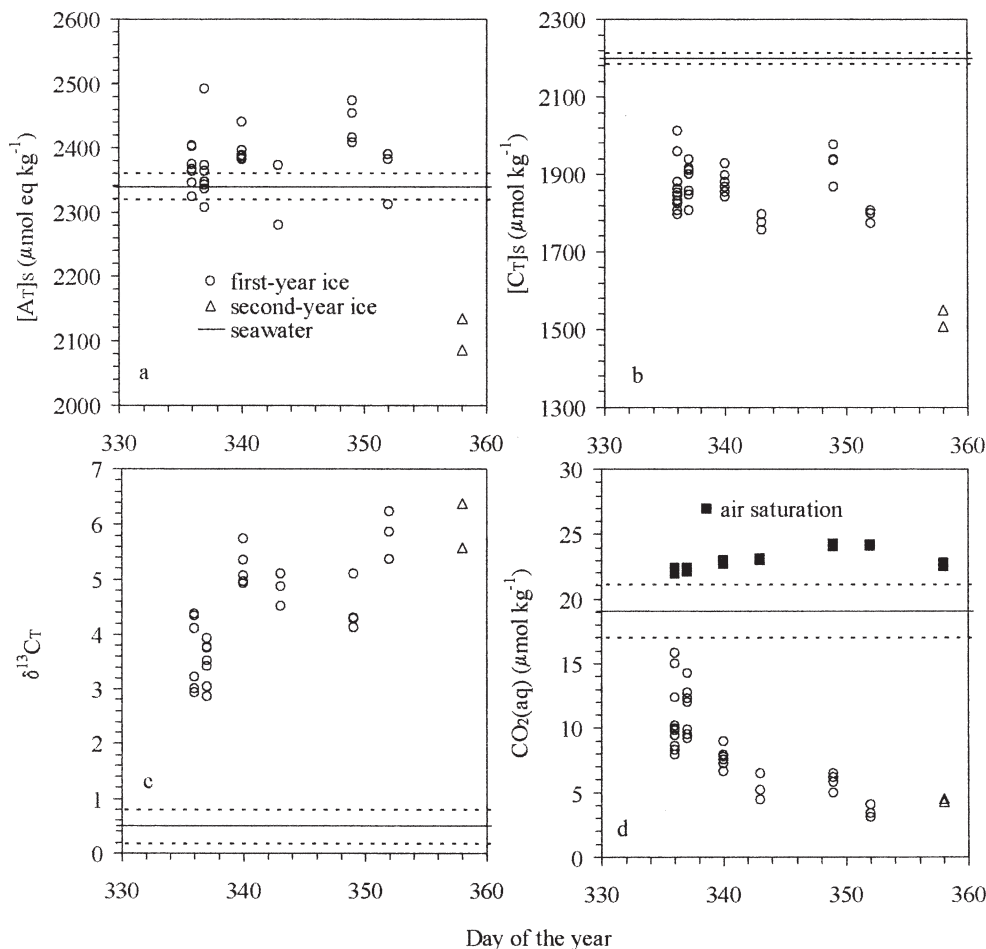 2600
2500
2400
2300
2200
2100
2000
[AT]s (μmol eq kg-1)
first-year ice
second-year ice
seawater
a
330 340 350 360
2300
2100
1900
1700
1500
1300
[CT]s (μmol kg-1)
b
330 340 350 360
7
6
5
4
3
2
1
0
δ13CT
c
330 340 350 360
30
25
20
15
10
5
0
CO2(aq) (μmol kg-1)
air saturation
d
330 340 350 360
Day of the year